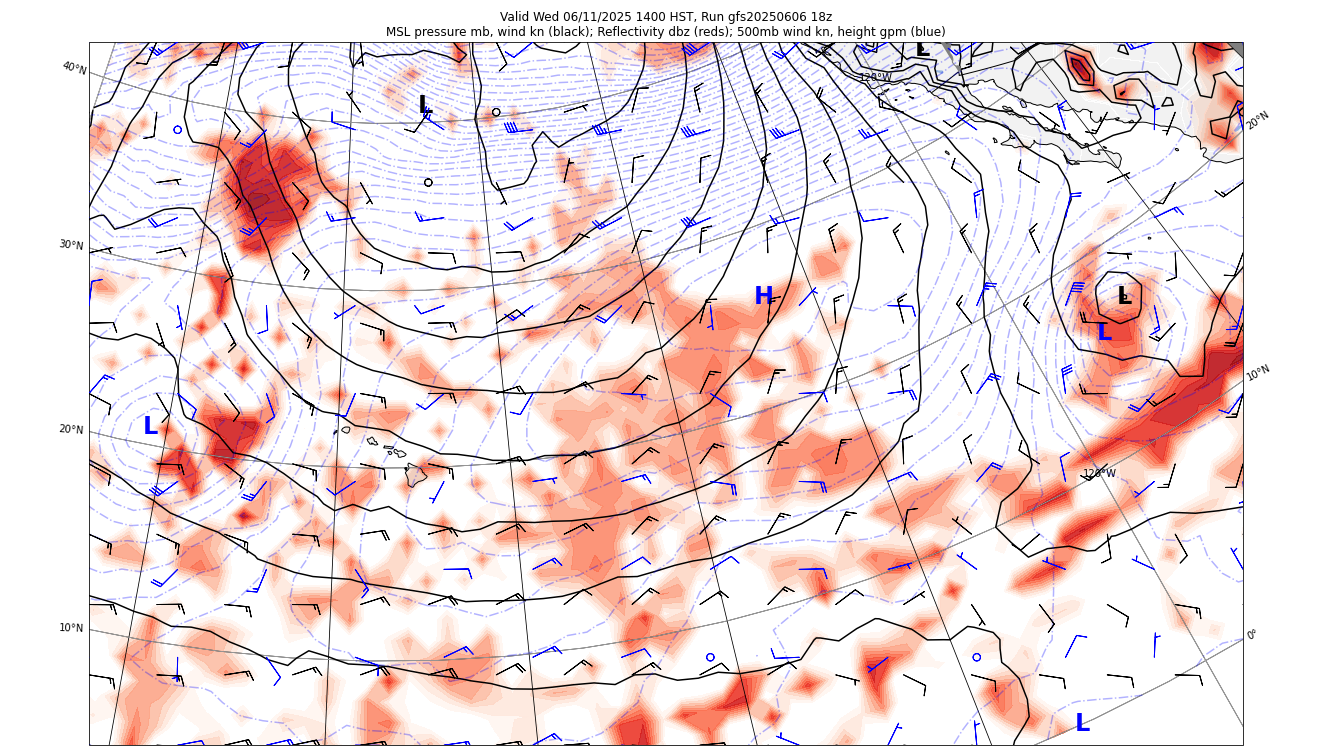 Valid Wed 06/11/2025 1400 HST, Run gfs20250606 18z
MSL pressure mb, wind kn (black); Reflectivity dbz (reds); 500mb wind kn, height gpm (blue)
L
40°N
120°W
L
20°N
30°N
H
L
L
10°N
L
20°N
120°W
10°N
0°
L